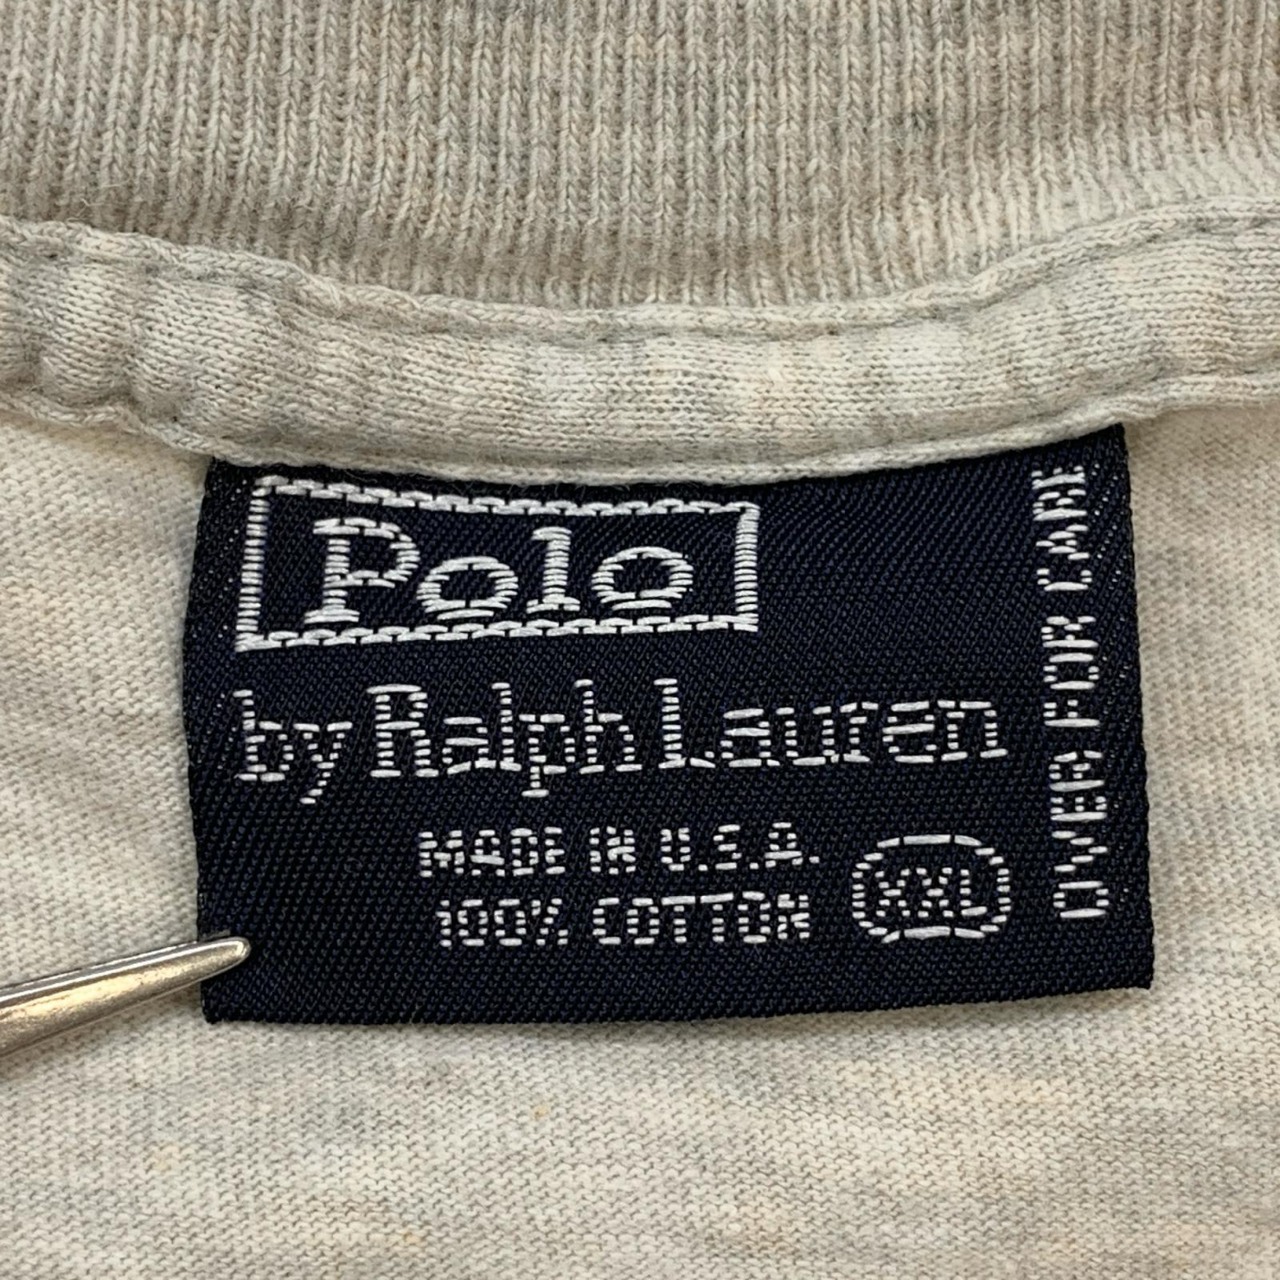 Polo
by Ralph Lauren
MADE IN U.S.A.
100% COTTON
XXL
OVER FOR CARE